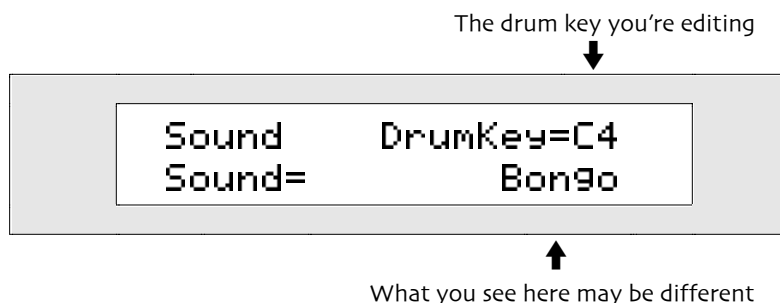 The drum key you’re editing
Sound DrumKey=C4
Sound= Bongo
What you see here may be different